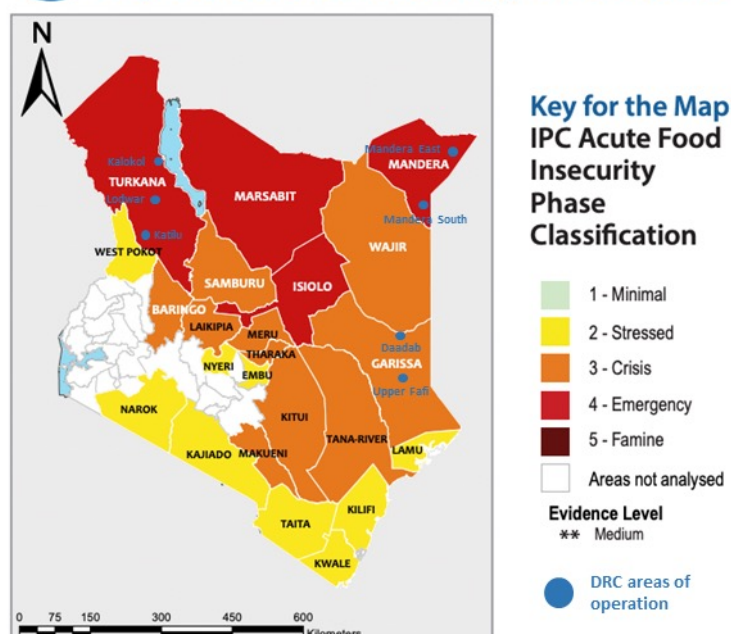 N
Kalokol
TURKANA
Lodwar
Katilu
WEST POKOT
MARSABIT
Mandera East
MANDERA
Mandera South
WAJIR
SAMBURU
ISIOLO
BARINGO
LAIKIPIA
MERU
THARAKA
NYERI
EMBU
Daadab
GARISSA
Upper Fafi
NAROK
KITUI
KAJIADO
MAKUENI
TANA-RIVER
LAMU
TAITA
KILIFI
KWALE
0 75 150 300 450 600
Kilometers
Key for the Map
IPC Acute Food
Insecurity
Phase
Classification
1 - Minimal
2 - Stressed
3 - Crisis
4 - Emergency
5 - Famine
Areas not analysed
Evidence Level
** Medium
DRC areas of
operation